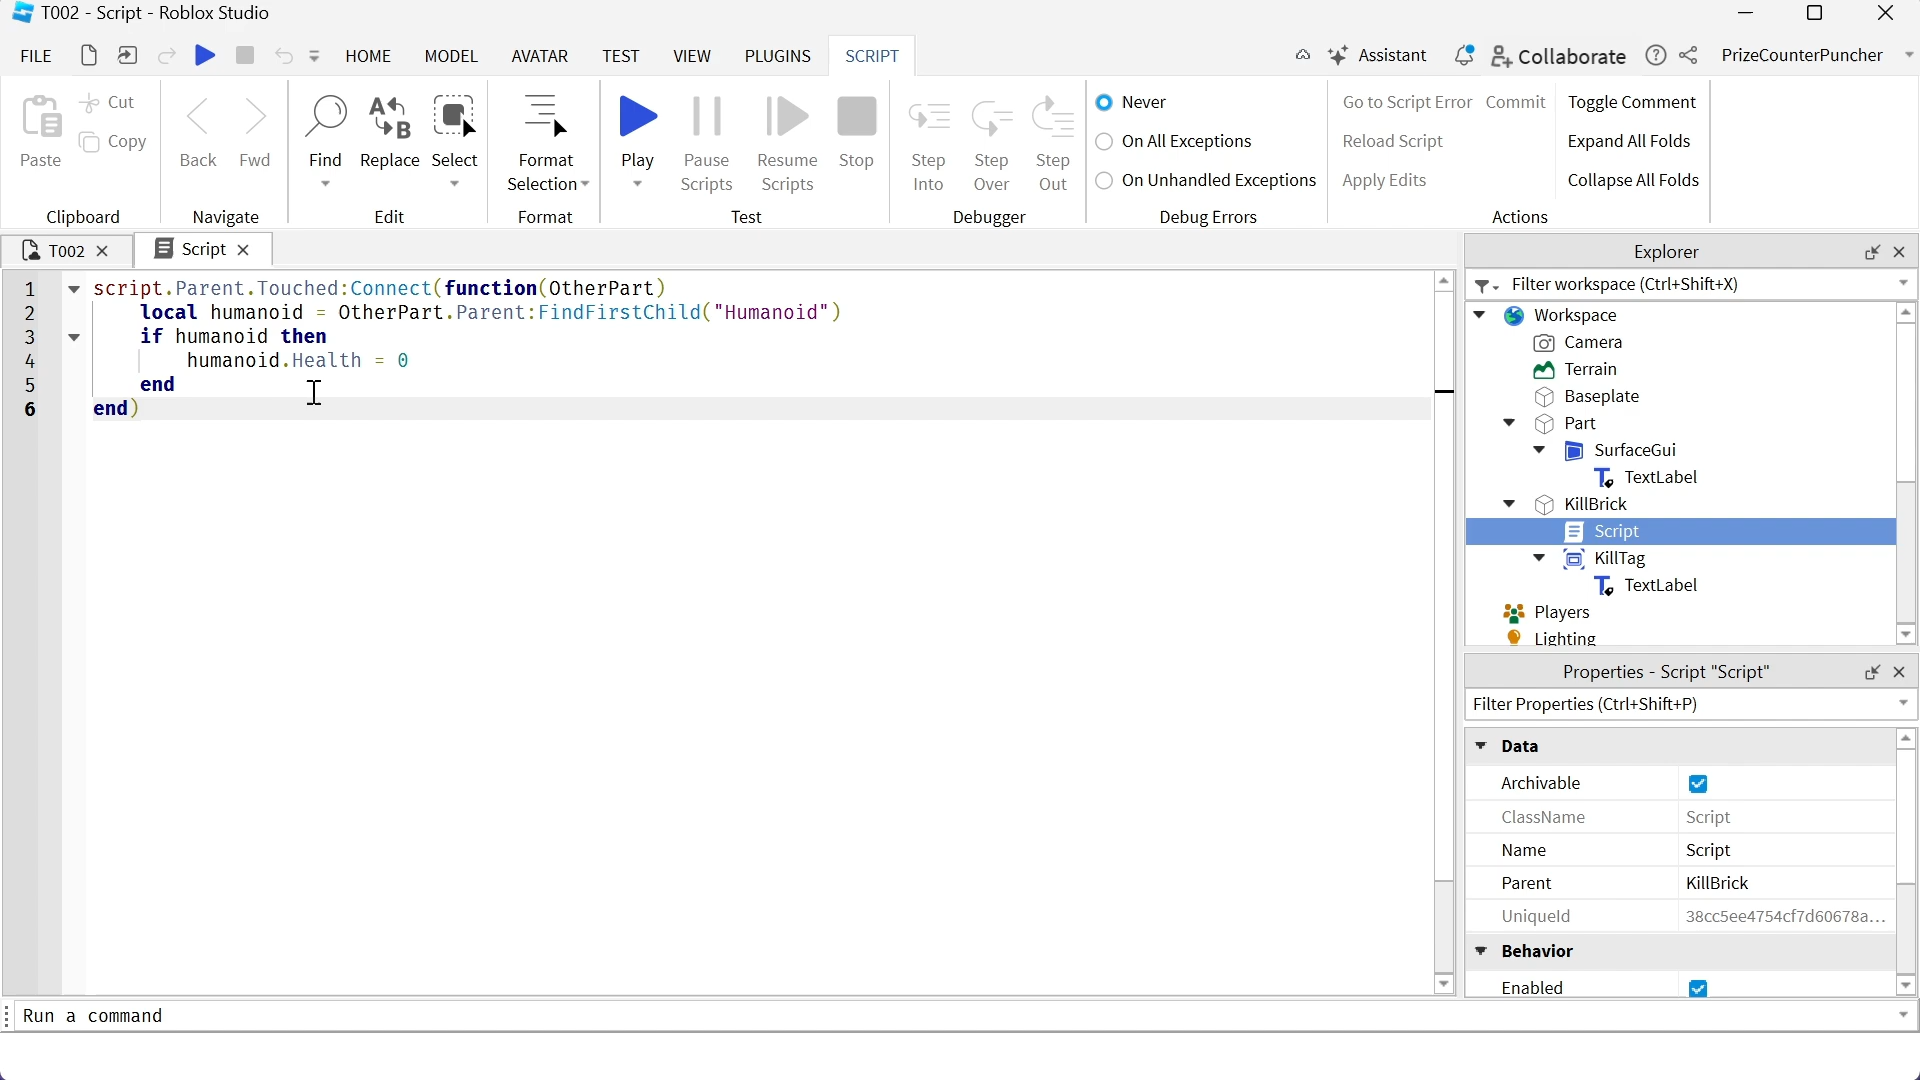 T002 - Script - Roblox Studio
FILE HOME MODEL AVATAR TEST VIEW PLUGINS SCRIPT Assistant Collaborate PrizeCounterPuncher
Paste Cut Copy
Clipboard
Back Fwd
Navigate
Find Replace Select
Edit
Format Selection
Format
Play Pause Scripts Resume Scripts Stop
Test
Step Into Step Over Step Out
Debugger
Never
On All Exceptions
On Unhandled Exceptions
Debug Errors
Go to Script Error Commit Toggle Comment
Reload Script Expand All Folds
Apply Edits Collapse All Folds
Actions
T002 Script
1 script.Parent.Touched:Connect(function(OtherPart)
2 local humanoid = OtherPart.Parent:FindFirstChild("Humanoid")
3 if humanoid then
4 humanoid.Health = 0
5 end
6 end)
Explorer
Filter workspace (Ctrl+Shift+X)
Workspace
Camera
Terrain
Baseplate
Part
SurfaceGui
TextLabel
KillBrick
Script
KillTag
TextLabel
Players
Lighting
Properties - Script "Script"
Filter Properties (Ctrl+Shift+P)
Data
Archivable
ClassName Script
Name Script
Parent KillBrick
UniqueId 38cc5ee4754cf7d60678a...
Behavior
Enabled
Run a command